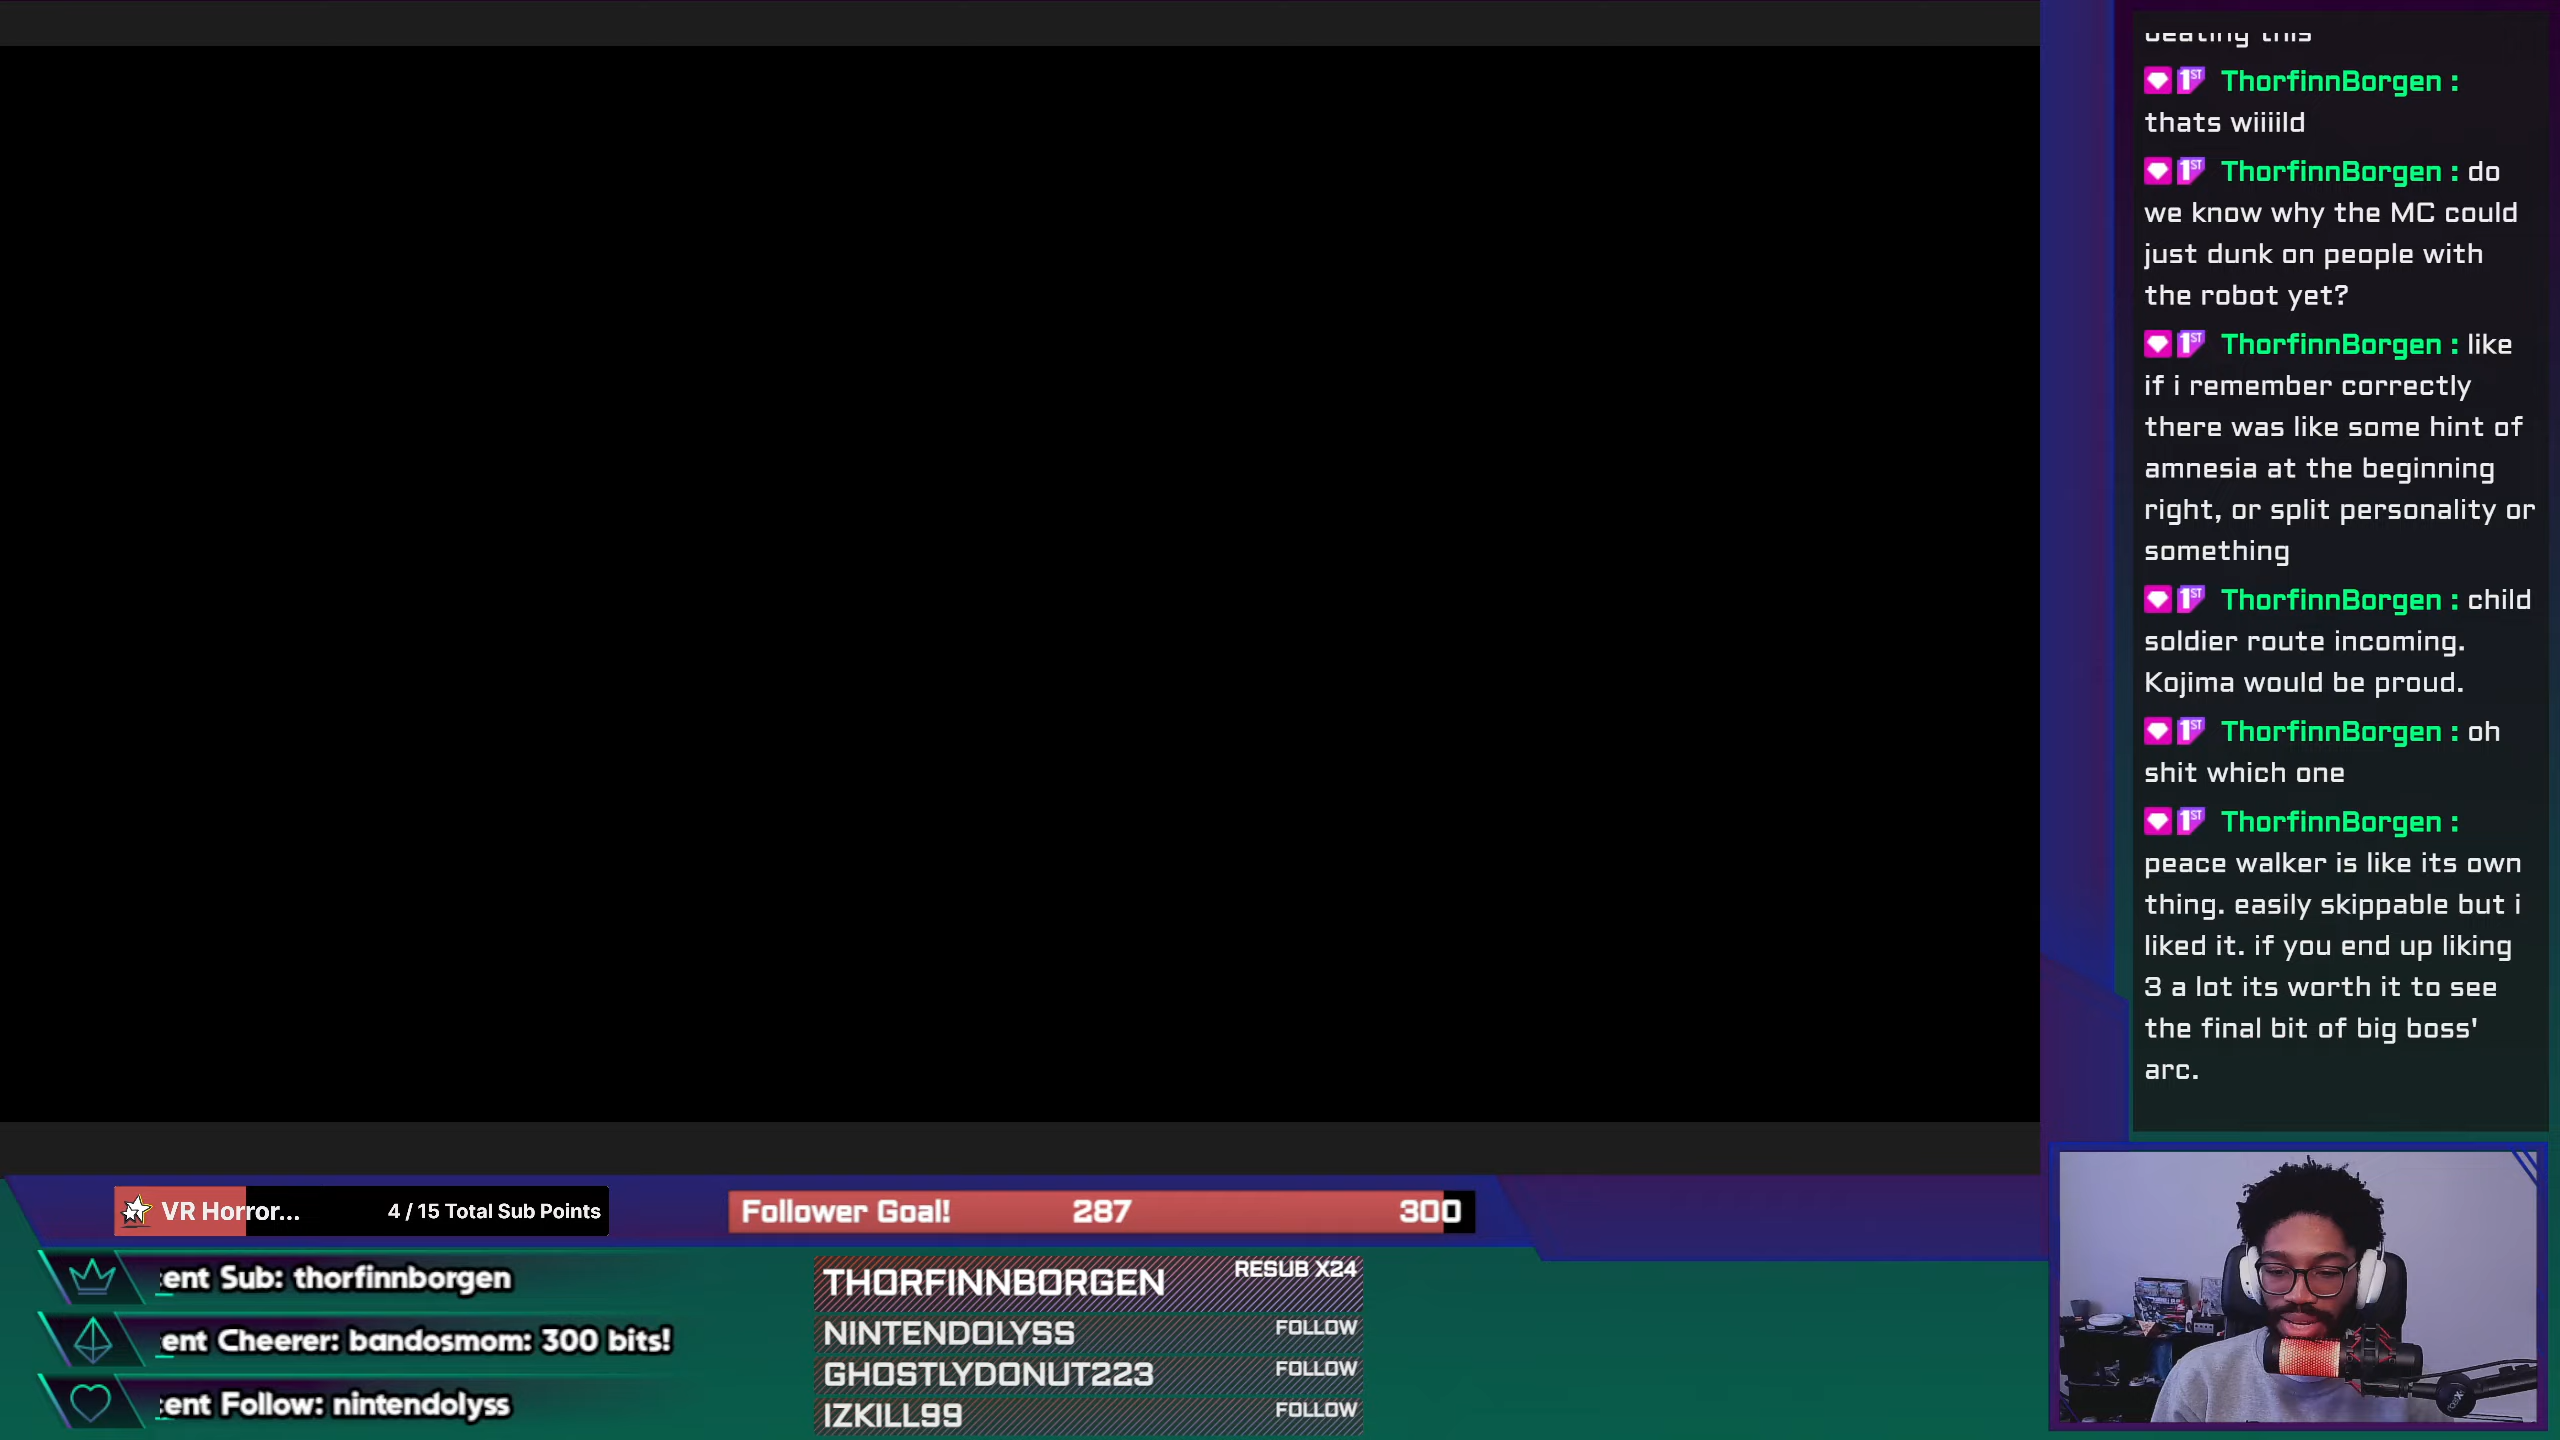 beating this
ThorfinnBorgen :
thats wiiiild
ThorfinnBorgen : do
we know why the MC could
just dunk on people with
the robot yet?
ThorfinnBorgen : like
if i remember correctly
there was like some hint of
amnesia at the beginning
right, or split personality or
something
ThorfinnBorgen : child
soldier route incoming.
Kojima would be proud.
ThorfinnBorgen : oh
shit which one
ThorfinnBorgen :
peace walker is like its own
thing. easily skippable but i
liked it. if you end up liking
3 a lot its worth it to see
the final bit of big boss'
arc.
VR Horror... 4 / 15 Total Sub Points
Follower Goal! 287 300
ent Sub: thorfinnborgen
ent Cheerer: bandosmom: 300 bits!
ent Follow: nintendolyss
THORFINNBORGEN RESUB X24
NINTENDOLYSS FOLLOW
GHOSTLYDONUT223 FOLLOW
IZKILL99 FOLLOW